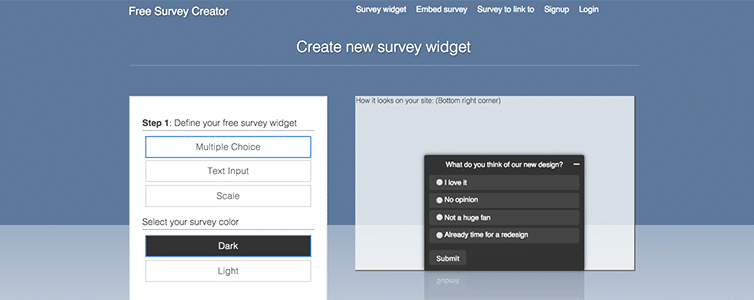 Free Survey Creator
Survey widget Embed survey Survey to link to Signup Login
Create new survey widget
Step 1: Define your free survey widget
Multiple Choice
Text Input
Scale
Select your survey color
Dark
Light
How it looks on your site: (Bottom right corner)
What do you think of our new design?
I love it
No opinion
Not a huge fan
Already time for a redesign
Submit